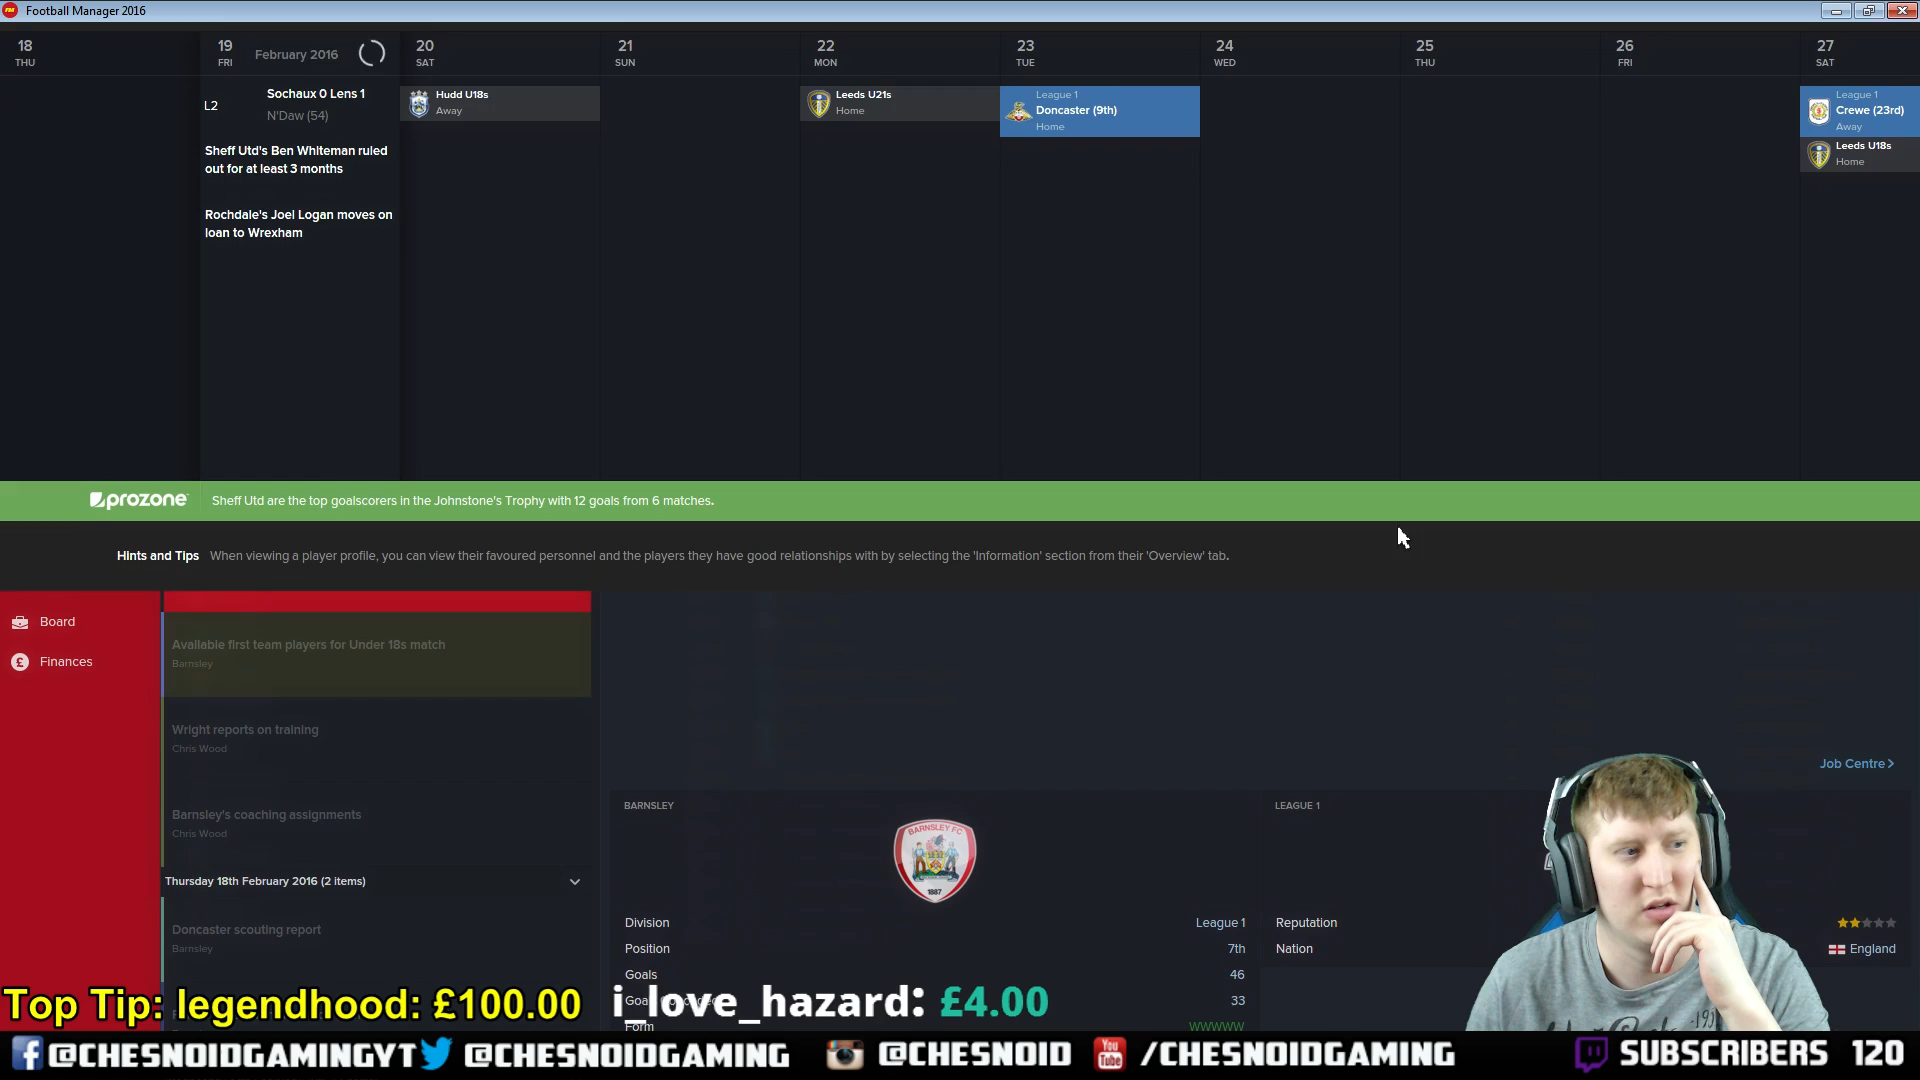 Football Manager 2016
18
THU
19
FRI
February 2016
20
SAT
21
SUN
22
MON
23
TUE
24
WED
25
THU
26
FRI
27
SAT
L2
Sochaux 0 Lens 1
N'Daw (54)
Sheff Utd's Ben Whiteman ruled
out for at least 3 months
Rochdale's Joel Logan moves on
loan to Wrexham
Hudd U18s
Away
Leeds U21s
Home
League 1
Doncaster (9th)
Home
League 1
Crewe (23rd)
Away
Leeds U18s
Home
prozone
Sheff Utd are the top goalscorers in the Johnstone's Trophy with 12 goals from 6 matches.
Hints and Tips When viewing a player profile, you can view their favoured personnel and the players they have good relationships with by selecting the 'Information' section from their 'Overview' tab.
Board
Finances
Available first team players for Under 18s match
Barnsley
Wright reports on training
Chris Wood
Barnsley's coaching assignments
Chris Wood
Thursday 18th February 2016 (2 items)
Doncaster scouting report
Barnsley
Job Centre >
BARNSLEY
BARNSLEY FC
1887
Division League 1
Position 7th
Goals 46
33
Form WWWWW
LEAGUE 1
Reputation
Nation England
Top Tip: legendhood: £100.00
i_love_hazard: £4.00
@CHESNOIDGAMINGYT
@CHESNOIDGAMING
@CHESNOID
You Tube
/CHESNOIDGAMING
SUBSCRIBERS 120